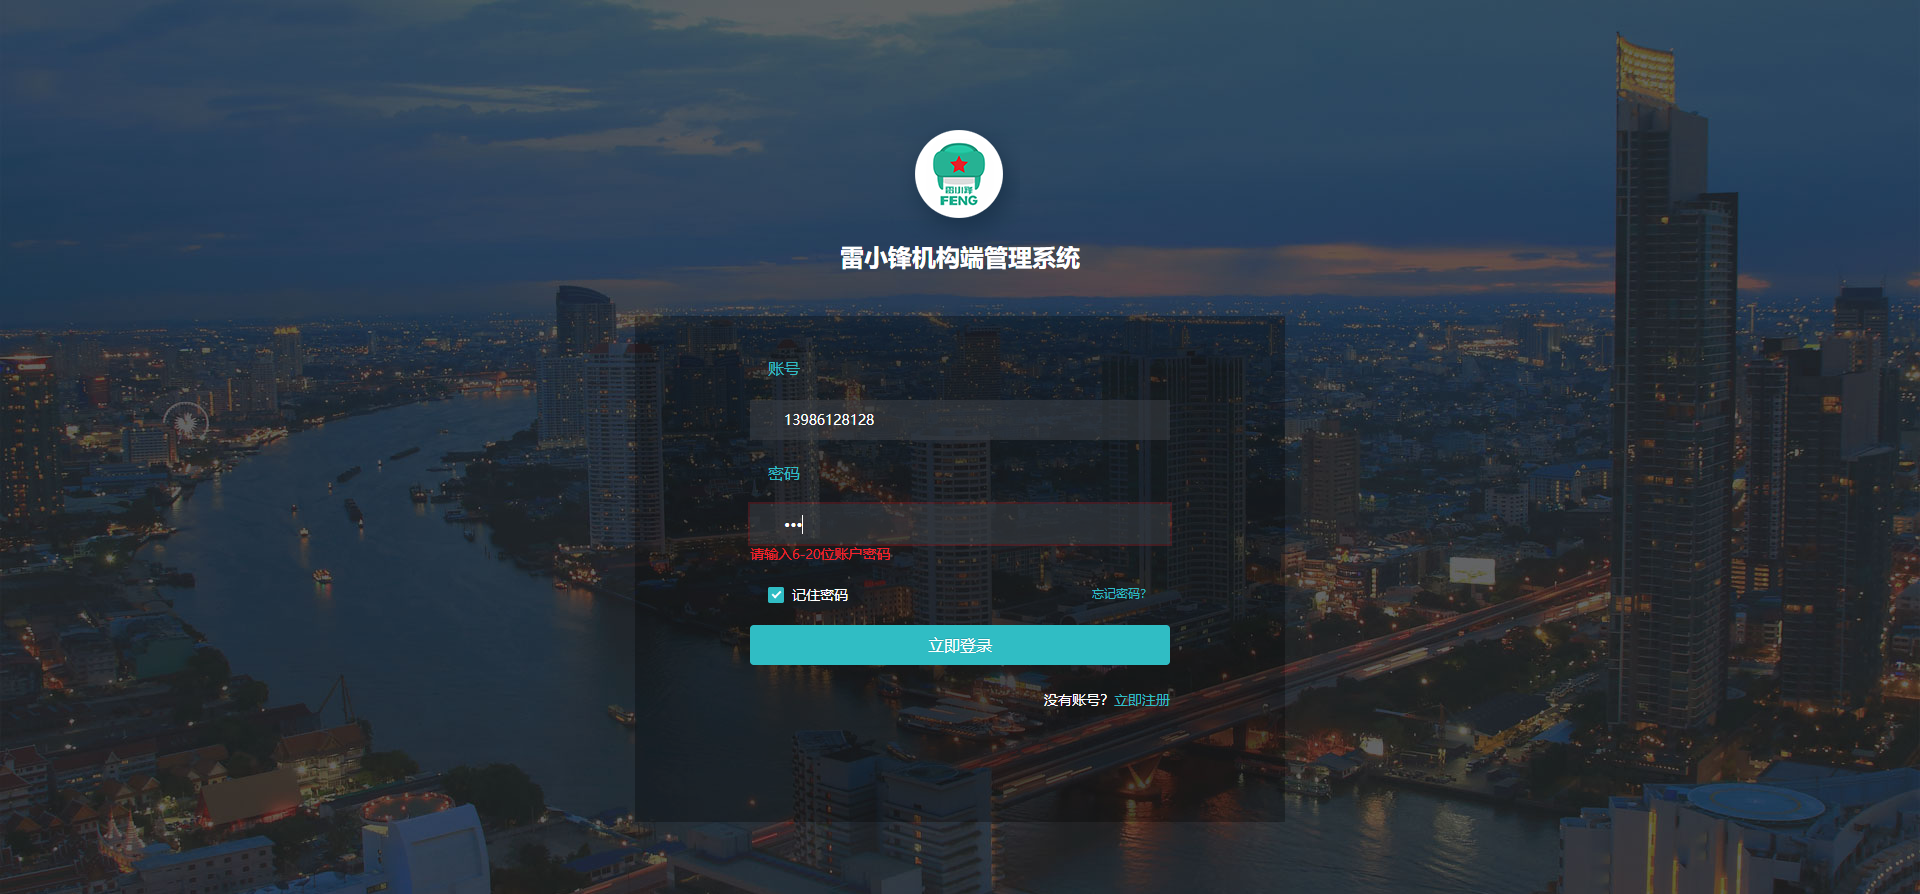 雷小锋
FENG
雷小锋机构端管理系统
账号
13986128128
密码
•••
请输入6-20位账户密码
记住密码 忘记密码?
立即登录
没有账号? 立即注册